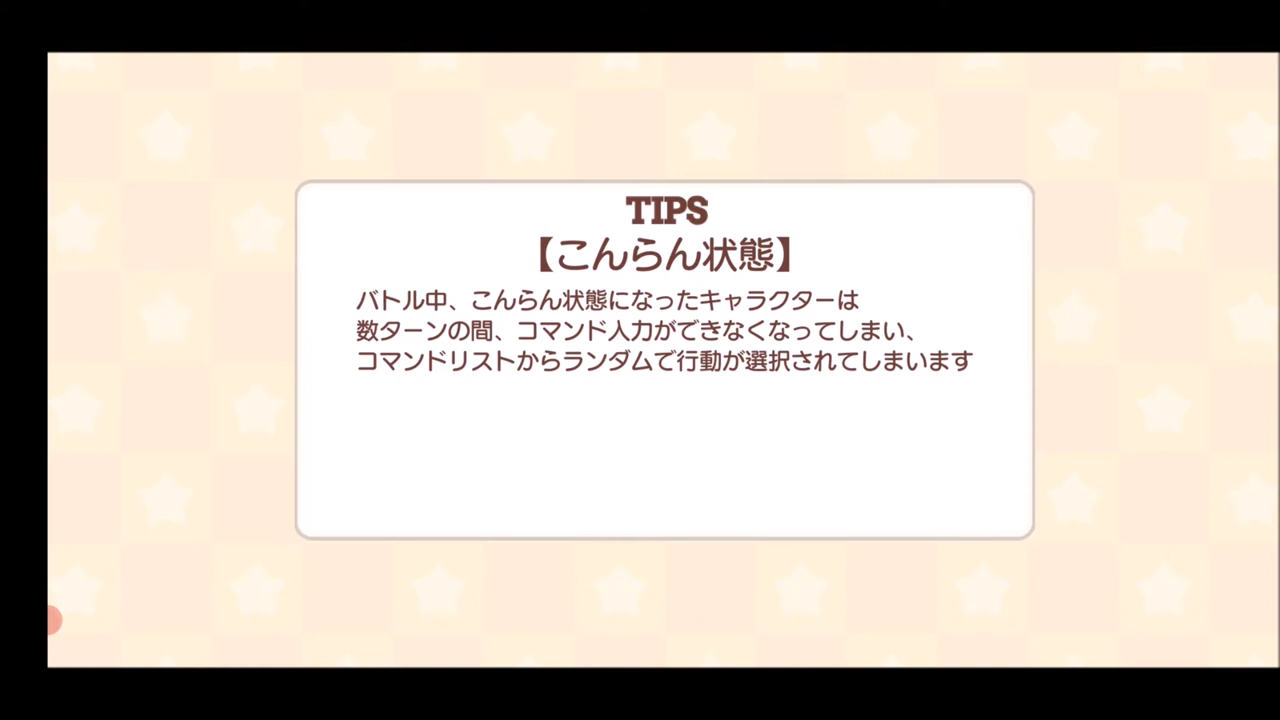 TIPS
【こんらん状態】
バトル中、こんらん状態になったキャラクターは
数ターンの間、コマンド入力ができなくなってしまい、
コマンドリストからランダムで行動が選択されてしまいます